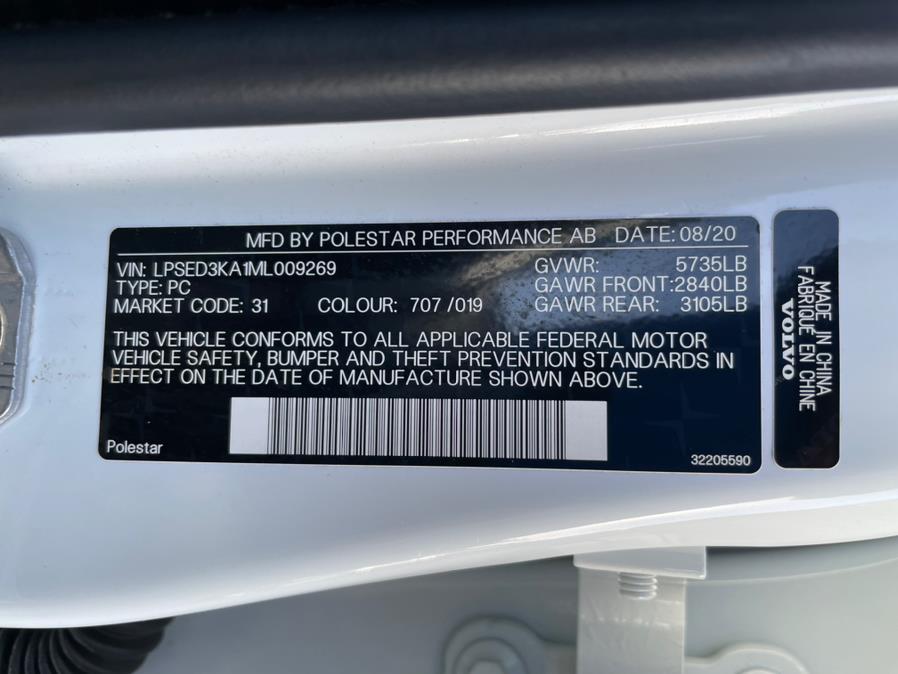 MFD BY POLESTAR PERFORMANCE AB DATE: 08/20
VIN: LPSED3KA1ML009269 GVWR: 5735LB
TYPE: PC GAWR FRONT: 2840LB
MARKET CODE: 31 COLOUR: 707 /019 GAWR REAR: 3105LB
THIS VEHICLE CONFORMS TO ALL APPLICABLE FEDERAL MOTOR
VEHICLE SAFETY, BUMPER AND THEFT PREVENTION STANDARDS IN
EFFECT ON THE DATE OF MANUFACTURE SHOWN ABOVE.
Polestar 32205590
MADE IN CHINA
FABRIQUE EN CHINE
VOLVO